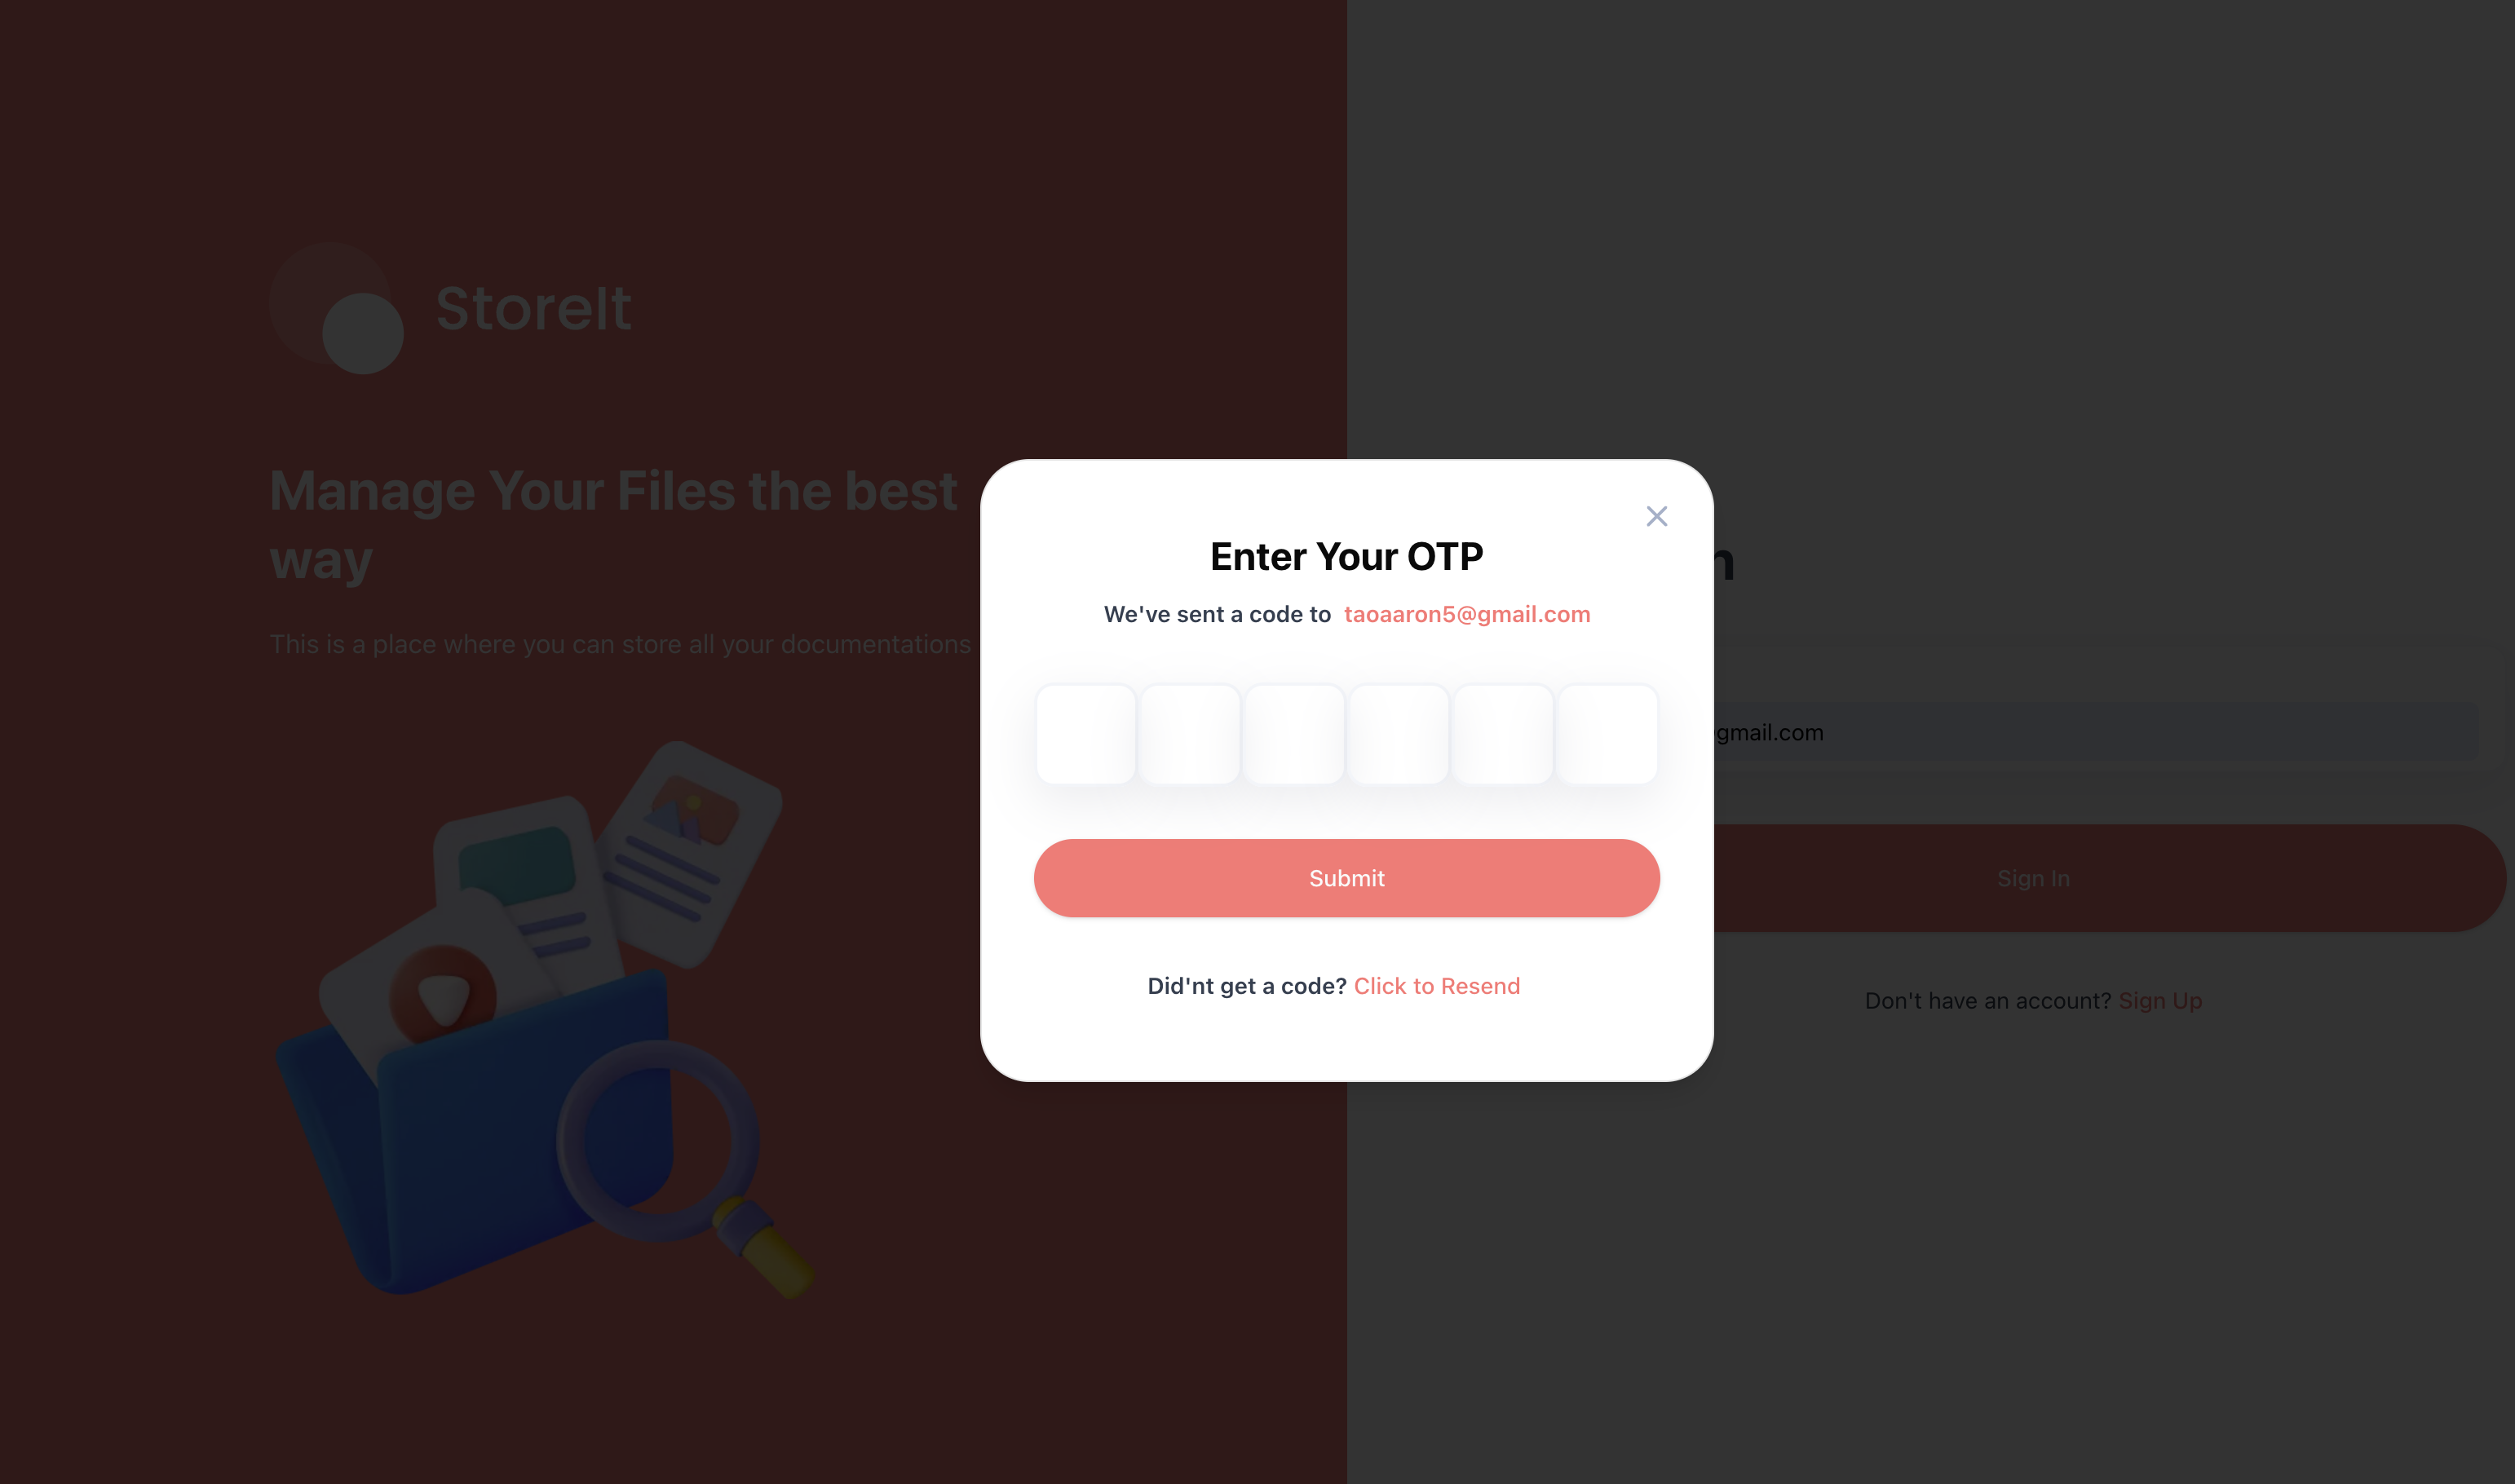 StoreIt
Manage Your Files the best
way
This is a place where you can store all your documentations
Enter Your OTP
We've sent a code to taoaaron5@gmail.com
Submit
Did'nt get a code? Click to Resend
gmail.com
Sign In
Don't have an account? Sign Up